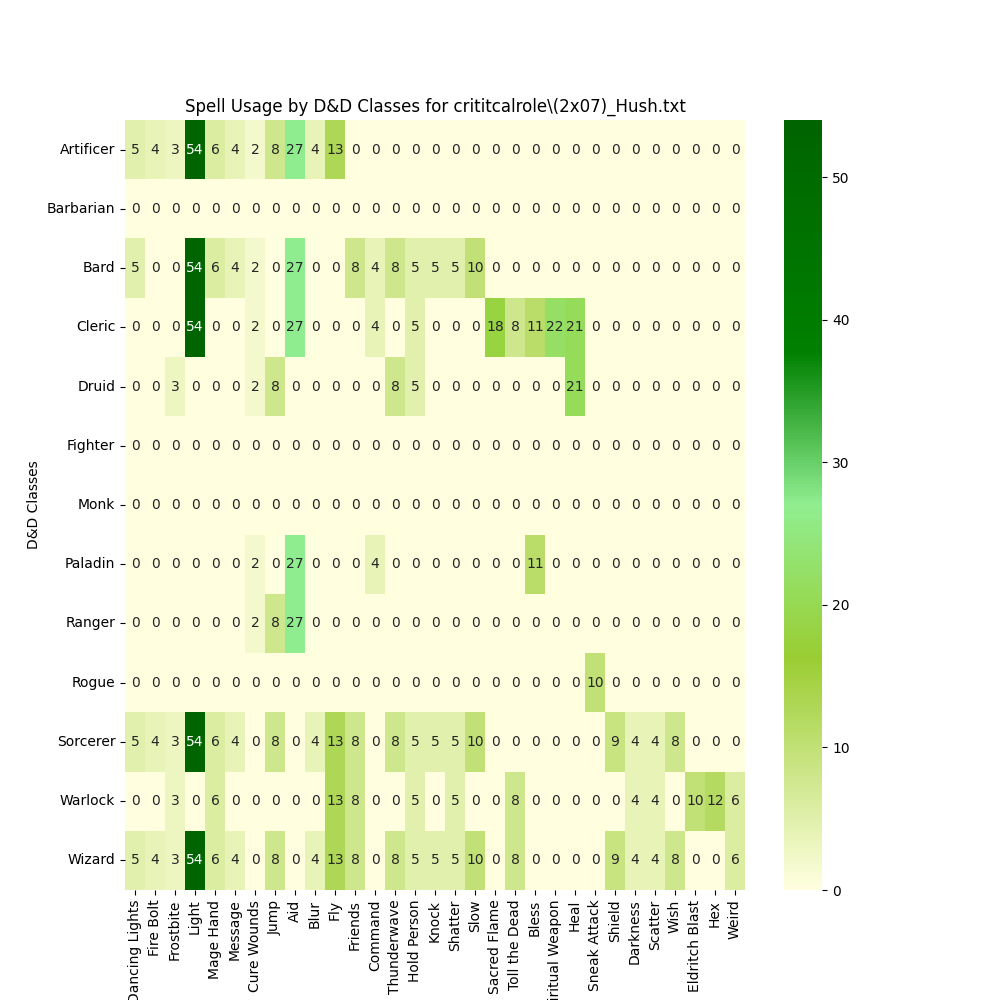 Spell Usage by D&D Classes for crititcalrole\(2x07)_Hush.txt
D&D Classes
Artificer 5 4 3 54 6 4 2 8 27 4 13 0 0 0 0 0 0 0 0 0 0 0 0 0 0 0 0 0 0 0 0
Barbarian 0 0 0 0 0 0 0 0 0 0 0 0 0 0 0 0 0 0 0 0 0 0 0 0 0 0 0 0 0 0 0
Bard 5 0 0 54 6 4 2 0 27 0 0 8 4 8 5 5 5 10 0 0 0 0 0 0 0 0 0 0 0 0 0
Cleric 0 0 0 54 0 0 2 0 27 0 0 0 4 0 5 0 0 0 18 8 11 22 21 0 0 0 0 0 0 0 0
Druid 0 0 3 0 0 0 2 8 0 0 0 0 0 8 5 0 0 0 0 0 0 0 21 0 0 0 0 0 0 0 0
Fighter 0 0 0 0 0 0 0 0 0 0 0 0 0 0 0 0 0 0 0 0 0 0 0 0 0 0 0 0 0 0 0
Monk 0 0 0 0 0 0 0 0 0 0 0 0 0 0 0 0 0 0 0 0 0 0 0 0 0 0 0 0 0 0 0
Paladin 0 0 0 0 0 0 2 0 27 0 0 0 4 0 0 0 0 0 0 0 11 0 0 0 0 0 0 0 0 0 0
Ranger 0 0 0 0 0 0 2 8 27 0 0 0 0 0 0 0 0 0 0 0 0 0 0 0 0 0 0 0 0 0 0
Rogue 0 0 0 0 0 0 0 0 0 0 0 0 0 0 0 0 0 0 0 0 0 0 0 10 0 0 0 0 0 0 0
Sorcerer 5 4 3 54 6 4 0 8 0 4 13 8 0 8 5 5 5 10 0 0 0 0 0 0 9 4 4 8 0 0 0
Warlock 0 0 3 0 6 0 0 0 0 0 13 8 0 0 5 0 5 0 0 8 0 0 0 0 0 4 4 0 10 12 6
Wizard 5 4 3 54 6 4 0 8 0 4 13 8 0 8 5 5 5 10 0 8 0 0 0 0 9 4 4 8 0 0 6
Dancing Lights
Fire Bolt
Frostbite
Light
Mage Hand
Message
Cure Wounds
Jump
Aid
Blur
Fly
Friends
Command
Thunderwave
Hold Person
Knock
Shatter
Slow
Sacred Flame
Toll the Dead
Bless
iritual Weapon
Heal
Sneak Attack
Shield
Darkness
Scatter
Wish
Eldritch Blast
Hex
Weird
50
40
30
20
10
0